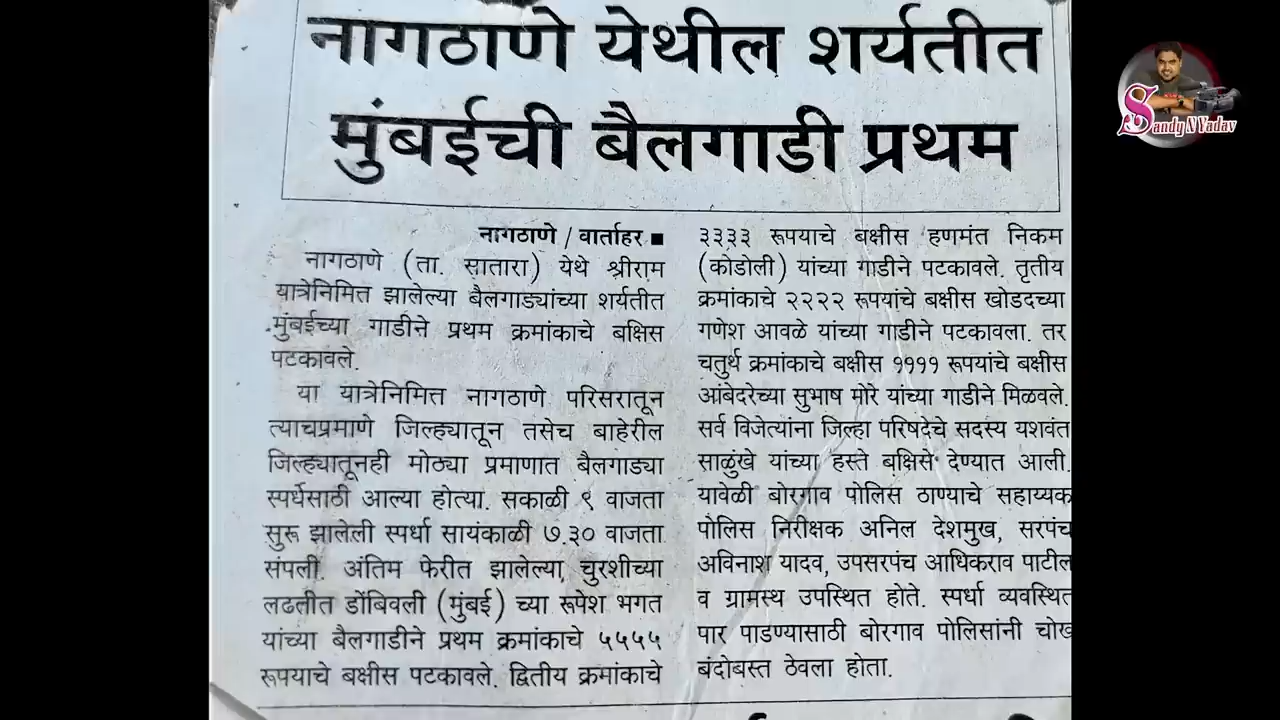 नागठाणे येथील शर्यतीत
मुंबईची बैलगाडी प्रथम
नागठाणे / वार्ताहर ■
नागठाणे (ता. सातारा) येथे श्रीराम
यात्रेनिमित झालेल्या बैलगाड्यांच्या शर्यतीत
मुंबईच्या गाडीने प्रथम क्रमांकाचे बक्षिस
पटकावले.
या यात्रेनिमित्त नागठाणे परिसरातून
त्याचप्रमाणे जिल्ह्यातून तसेच बाहेरील
जिल्ह्यातूनही मोठ्या प्रमाणात बैलगाड्या
स्पर्धेसाठी आल्या होत्या. सकाळी ९ वाजता
सुरू झालेली स्पर्धा सायंकाळी ७.३० वाजता
संपली. अंतिम फेरीत झालेल्या चुरशीच्या
लढतीत डोंबिवली (मुंबई) च्या रूपेश भगत
यांच्या बैलगाडीने प्रथम क्रमांकाचे ५५५५
रूपयाचे बक्षीस पटकावले. द्वितीय क्रमांकाचे
३३३३ रूपयाचे बक्षीस हणमंत निकम
(कोडोली) यांच्या गाडीने पटकावले. तृतीय
क्रमांकाचे २२२२ रूपयांचे बक्षीस खोडदच्या
गणेश आवळे यांच्या गाडीने पटकावला. तर
चतुर्थ क्रमांकाचे बक्षीस ११११ रूपयांचे बक्षीस
आंबेदरेच्या सुभाष मोरे यांच्या गाडीने मिळवले.
सर्व विजेत्यांना जिल्हा परिषदेचे सदस्य यशवंत
साळुंखे यांच्या हस्ते बक्षिसे देण्यात आली.
यावेळी बोरगाव पोलिस ठाण्याचे सहाय्यक
पोलिस निरीक्षक अनिल देशमुख, सरपंच
अविनाश यादव, उपसरपंच आधिकराव पाटील
व ग्रामस्थ उपस्थित होते. स्पर्धा व्यवस्थित
पार पाडण्यासाठी बोरगाव पोलिसांनी चोख
बंदोबस्त ठेवला होता.
Sandy N Yadav